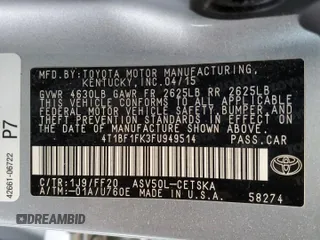 MFD.BY:TOYOTA MOTOR MANUFACTURING,
KENTUCKY, INC. 04/15
GVWR 4630LB GAWR FR 2625LB RR 2625LB
THIS VEHICLE CONFORMS TO ALL APPLICABLE
FEDERAL MOTOR VEHICLE SAFETY, BUMPER AND
THEFT PREVENTION STANDARDS IN EFFECT ON THE
DATE OF MANUFACTURE SHOWN ABOVE.
4T1BF1FK3FU949514 PASS.CAR
C/TR:1J9/FF20 ASV50L-CETSKA
A/TM:-01A/U760E MADE IN U.S.A.
TOYOTA
58274
P7
42661-06722
DREAMBID